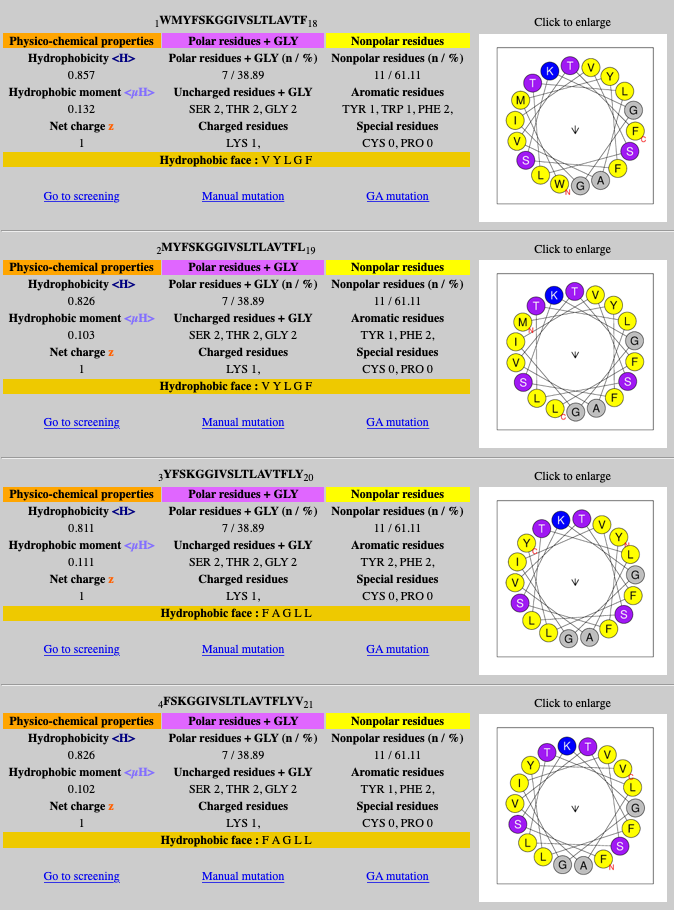 1WMYFSKGGIVSLTLAVTF18
Click to enlarge
Physico-chemical properties Polar residues + GLY Nonpolar residues
Hydrophobicity <H> Polar residues + GLY (n / %) Nonpolar residues (n / %)
0.857 7 / 38.89 11 / 61.11
Hydrophobic moment <μH> Uncharged residues + GLY Aromatic residues
0.132 SER 2, THR 2, GLY 2 TYR 1, TRP 1, PHE 2,
Net charge z Charged residues Special residues
1 LYS 1, CYS 0, PRO 0
Hydrophobic face : V Y L G F
Go to screening Manual mutation GA mutation
K T V Y L G F C S F A G W N L S V I M T
2MYFSKGGIVSLTLAVTFL19
Click to enlarge
Physico-chemical properties Polar residues + GLY Nonpolar residues
Hydrophobicity <H> Polar residues + GLY (n / %) Nonpolar residues (n / %)
0.826 7 / 38.89 11 / 61.11
Hydrophobic moment <μH> Uncharged residues + GLY Aromatic residues
0.103 SER 2, THR 2, GLY 2 TYR 1, PHE 2,
Net charge z Charged residues Special residues
1 LYS 1, CYS 0, PRO 0
Hydrophobic face : V Y L G F
Go to screening Manual mutation GA mutation
K T V Y L G F S F A G L C L S V I M N T
3YFSKGGIVSLTLAVTFLY20
Click to enlarge
Physico-chemical properties Polar residues + GLY Nonpolar residues
Hydrophobicity <H> Polar residues + GLY (n / %) Nonpolar residues (n / %)
0.811 7 / 38.89 11 / 61.11
Hydrophobic moment <μH> Uncharged residues + GLY Aromatic residues
0.111 SER 2, THR 2, GLY 2 TYR 2, PHE 2,
Net charge z Charged residues Special residues
1 LYS 1, CYS 0, PRO 0
Hydrophobic face : F A G L L
Go to screening Manual mutation GA mutation
K T V Y L G F S F A G L L S V I Y C T
4FSKGGIVSLTLAVTFLYV21
Click to enlarge
Physico-chemical properties Polar residues + GLY Nonpolar residues
Hydrophobicity <H> Polar residues + GLY (n / %) Nonpolar residues (n / %)
0.826 7 / 38.89 11 / 61.11
Hydrophobic moment <μH> Uncharged residues + GLY Aromatic residues
0.102 SER 2, THR 2, GLY 2 TYR 1, PHE 2,
Net charge z Charged residues Special residues
1 LYS 1, CYS 0, PRO 0
Hydrophobic face : F A G L L
Go to screening Manual mutation GA mutation
K T V V C L G F S F N A G L L S V I Y T